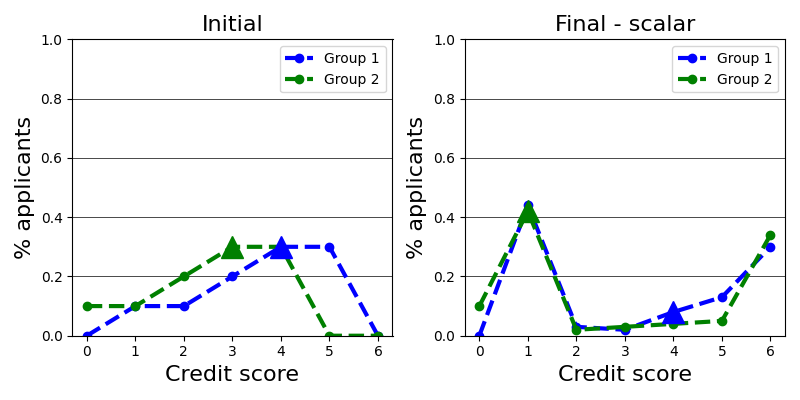 Initial
% applicants
1.0
0.8
0.6
0.4
0.2
0.0
Group 1
Group 2
0 1 2 3 4 5 6
Credit score
Final - scalar
% applicants
1.0
0.8
0.6
0.4
0.2
0.0
Group 1
Group 2
0 1 2 3 4 5 6
Credit score